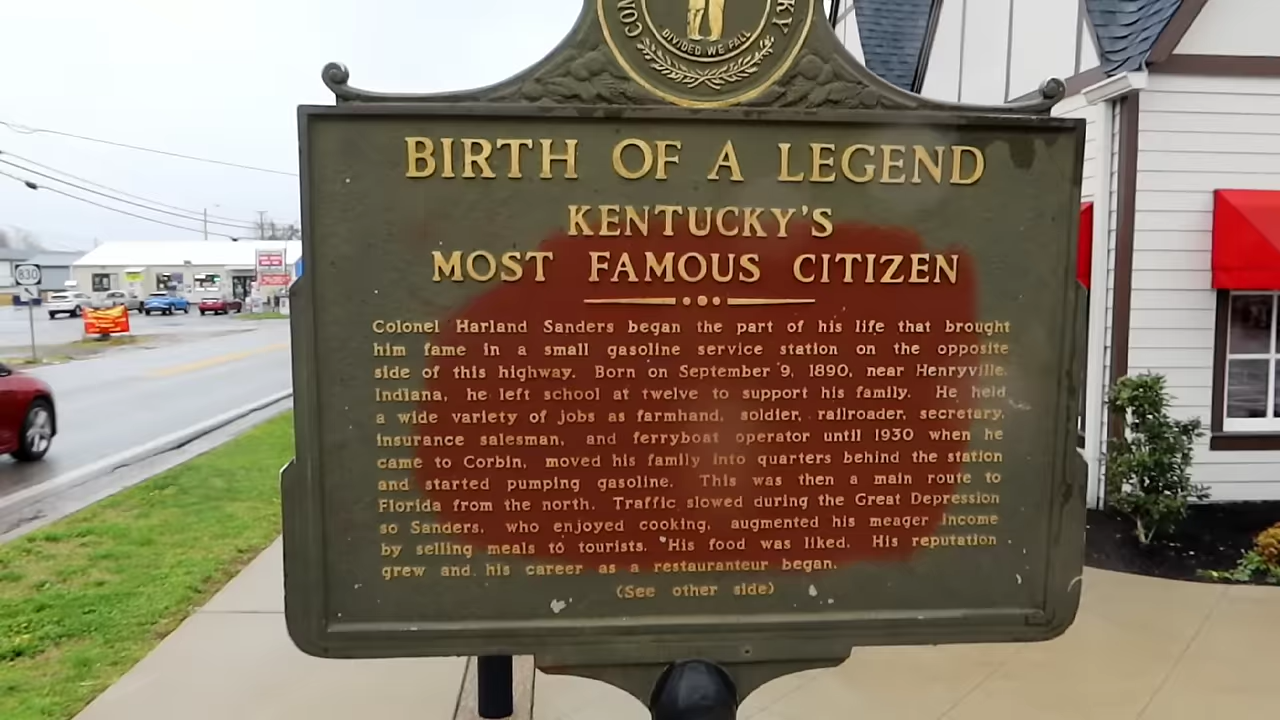 DIVIDED WE FALL
BIRTH OF A LEGEND
KENTUCKY'S
MOST FAMOUS CITIZEN
Colonel Harland Sanders began the part of his life that brought
him fame in a small gasoline service station on the opposite
side of this highway. Born on September 9, 1890, near Henryville,
Indiana, he left school at twelve to support his family. He held
a wide variety of jobs as farmhand, soldier, railroader, secretary,
insurance salesman, and ferryboat operator until 1930 when he
came to Corbin, moved his family into quarters behind the station
and started pumping gasoline. This was then a main route to
Florida from the north. Traffic slowed during the Great Depression
so Sanders, who enjoyed cooking, augmented his meager income
by selling meals to tourists. His food was liked. His reputation
grew and his career as a restauranteur began.
(See other side)
830